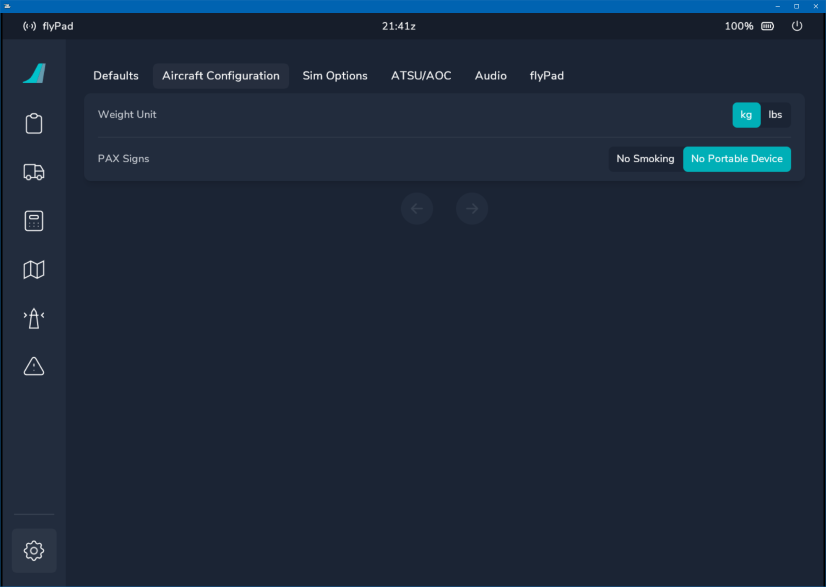 flyPad 21:41z 100%
Defaults Aircraft Configuration Sim Options ATSU/AOC Audio flyPad
Weight Unit kg lbs
PAX Signs No Smoking No Portable Device